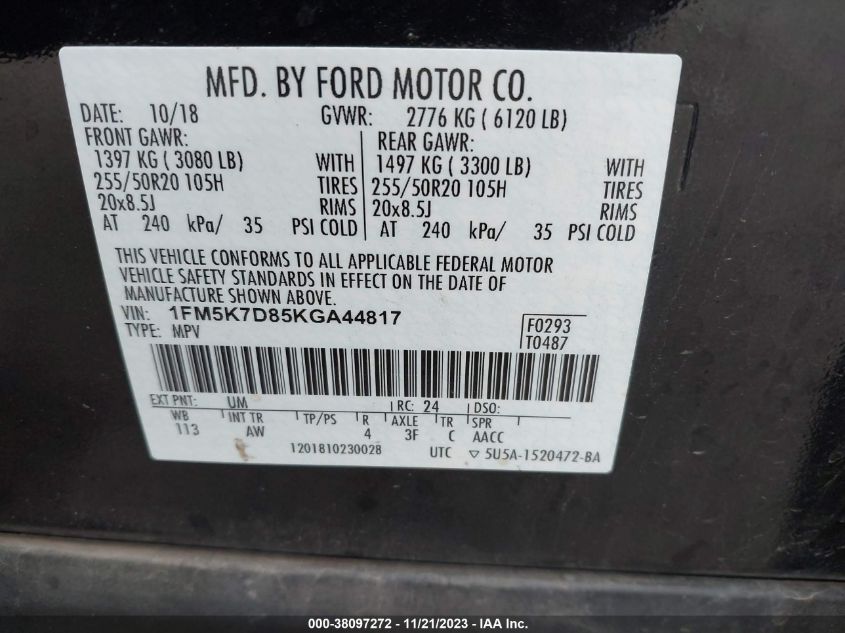 MFD. BY FORD MOTOR CO.
DATE: 10/18 GVWR: 2776 KG ( 6120 LB)
FRONT GAWR: REAR GAWR:
1397 KG ( 3080 LB) WITH 1497 KG ( 3300 LB) WITH
255/50R20 105H TIRES 255/50R20 105H TIRES
20x8.5J RIMS 20x8.5J RIMS
AT 240 kPa/ 35 PSI COLD AT 240 kPa/ 35 PSI COLD
THIS VEHICLE CONFORMS TO ALL APPLICABLE FEDERAL MOTOR
VEHICLE SAFETY STANDARDS IN EFFECT ON THE DATE OF
MANUFACTURE SHOWN ABOVE.
VIN: 1FM5K7D85KGA44817
TYPE: MPV
F0293
T0487
EXT PNT: UM RC: 24 DSO:
WB INT TR TP/PS R AXLE TR SPR
113 AW 4 3F C AACC
1201810230028 UTC ▽ 5U5A-1520472-BA
000-38097272 — 11/21/2023 — IAA Inc.